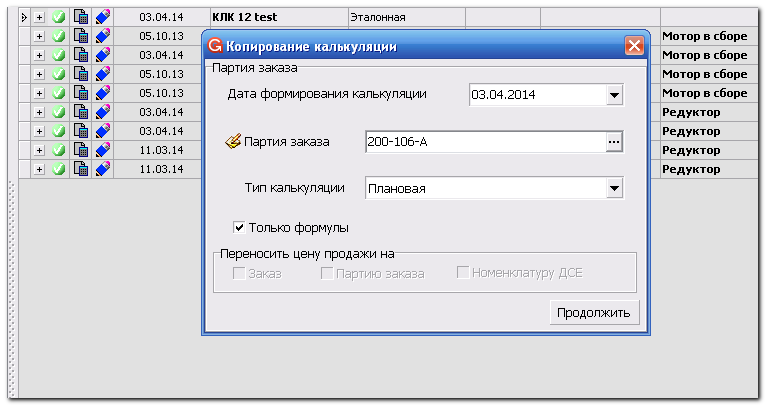 03.04.14 КЛК 12 test Эталонная
05.10.13 Мотор в сборе
05.10.13 Мотор в сборе
05.10.13 Мотор в сборе
05.10.13 Мотор в сборе
03.04.14 Редуктор
03.04.14 Редуктор
11.03.14 Редуктор
11.03.14 Редуктор
Копирование калькуляции
Партия заказа
Дата формирования калькуляции 03.04.2014
Партия заказа 200-106-А ...
Тип калькуляции Плановая
Только формулы
Переносить цену продажи на
Заказ Партию заказа Номенклатуру ДСЕ
Продолжить